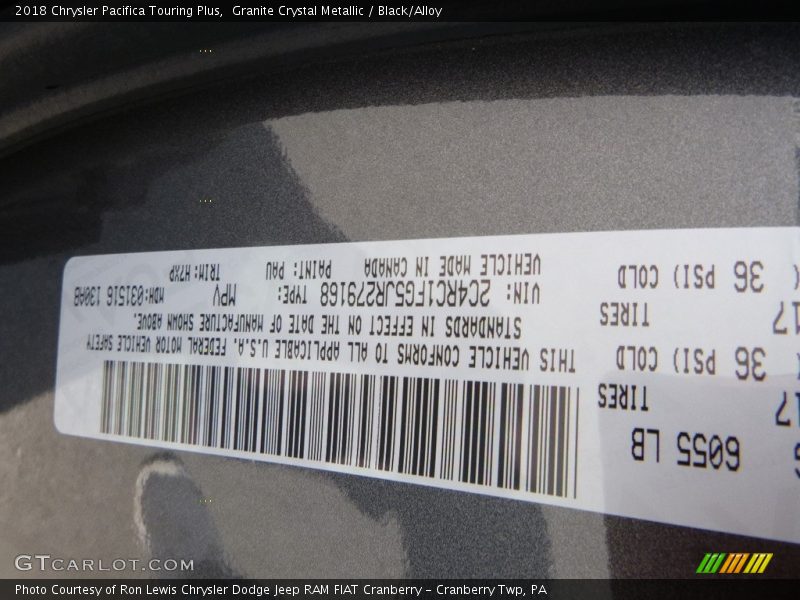 2018 Chrysler Pacifica Touring Plus,  Granite Crystal Metallic / Black/Alloy
6055 LB
TIRES
36 PSI) COLD
TIRES
36 PSI) COLD
THIS VEHICLE CONFORMS TO ALL APPLICABLE U.S.A. FEDERAL MOTOR VEHICLE SAFETY
STANDARDS IN EFFECT ON THE DATE OF MANUFACTURE SHOWN ABOVE.
VIN: 2C4RC1FG5JR279168 TYPE: MPV MDH:031516 130AB
VEHICLE MADE IN CANADA PAINT: PAU TRIM:H7XP
GTcarlot.com
Photo Courtesy of Ron Lewis Chrysler Dodge Jeep RAM FIAT Cranberry – Cranberry Twp, PA